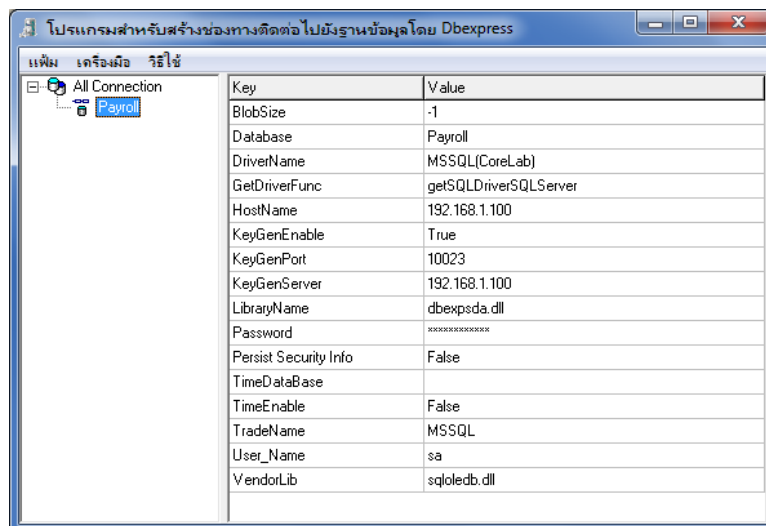 โปรแกรมสำหรับสร้างช่องทางติดต่อไปยังฐานข้อมูลโดย Dbexpress
แฟ้ม เครื่องมือ วิธีใช้
All Connection
Payroll
Key Value
BlobSize -1
Database Payroll
DriverName MSSQL(CoreLab)
GetDriverFunc getSQLDriverSQLServer
HostName 192.168.1.100
KeyGenEnable True
KeyGenPort 10023
KeyGenServer 192.168.1.100
LibraryName dbexpsda.dll
Password xxxxxxxxxxxx
Persist Security Info False
TimeDataBase
TimeEnable False
TradeName MSSQL
User_Name sa
VendorLib sqloledb.dll